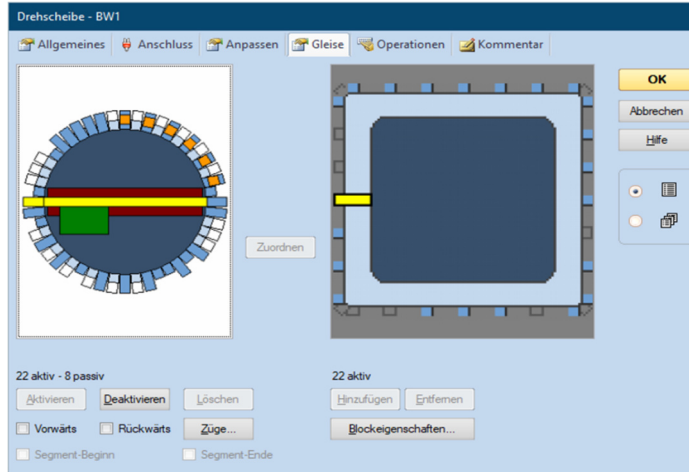 Drehscheibe - BW1
Allgemeines Anschluss Anpassen Gleise Operationen Kommentar
OK
Abbrechen
Hilfe
Zuordnen
22 aktiv - 8 passiv
22 aktiv
Aktivieren Deaktivieren Löschen Hinzufügen Entfernen
Vorwärts Rückwärts Züge... Blockeigenschaften...
Segment-Beginn Segment-Ende